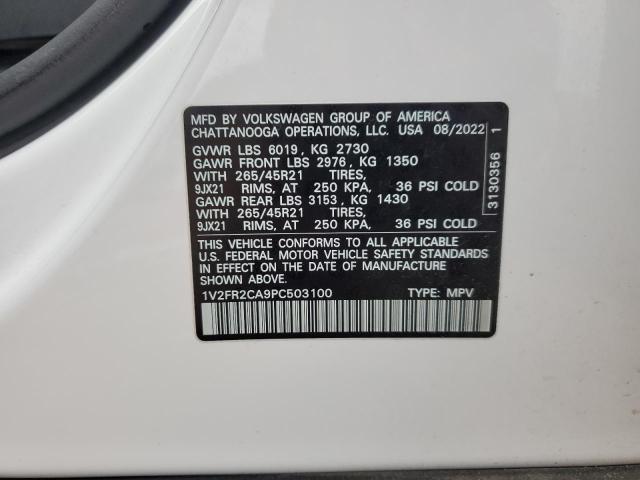 MFD BY VOLKSWAGEN GROUP OF AMERICA
CHATTANOOGA OPERATIONS, LLC. USA 08/2022
GVWR LBS 6019, KG 2730
GAWR FRONT LBS 2976, KG 1350
WITH 265/45R21 TIRES,
9JX21 RIMS, AT 250 KPA, 36 PSI COLD
GAWR REAR LBS 3153, KG 1430
WITH 265/45R21 TIRES,
9JX21 RIMS, AT 250 KPA, 36 PSI COLD
THIS VEHICLE CONFORMS TO ALL APPLICABLE
U.S. FEDERAL MOTOR VEHICLE SAFETY STANDARDS
IN EFFECT ON THE DATE OF MANUFACTURE
SHOWN ABOVE.
1V2FR2CA9PC503100 TYPE: MPV
3130356 1